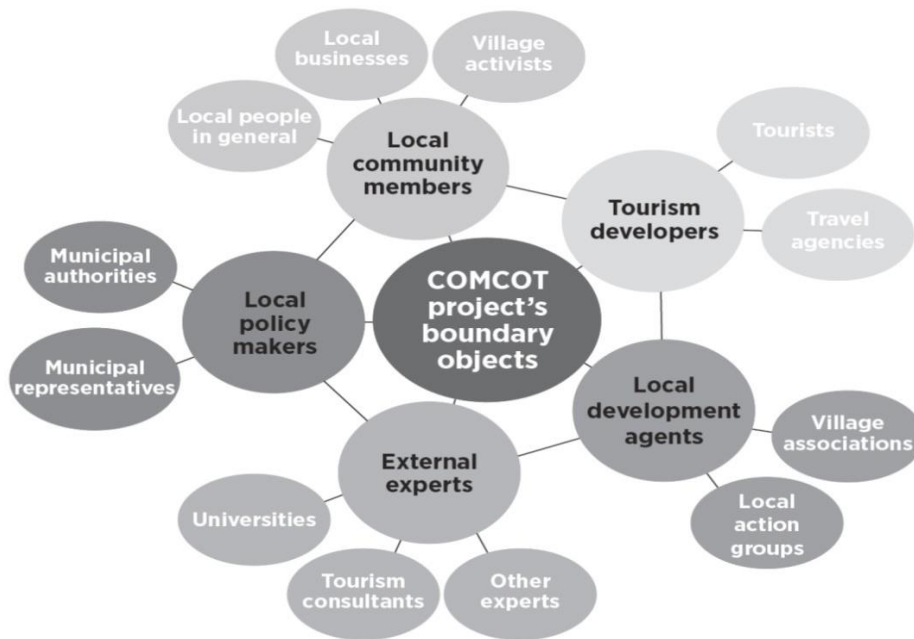 Local
businesses
Village
activists
Local people
in general
Local
community
members
Tourists
Tourism
developers
Travel
agencies
Municipal
authorities
Local
policy
makers
COMCOT
project's
boundary
objects
Municipal
representatives
Local
development
agents
Village
associations
External
experts
Local
action
groups
Universities
Tourism
consultants
Other
experts